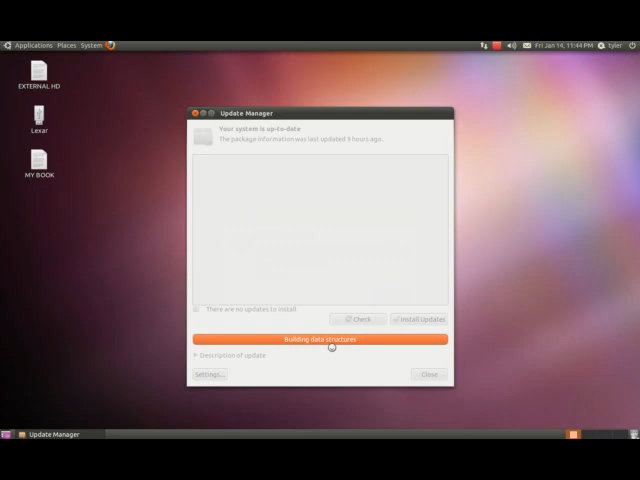 Applications Places System Fri Jan 14, 11:44 PM tyler
EXTERNAL HD
Lexar
MY BOOK
Update Manager
Your system is up-to-date
The package information was last updated 9 hours ago.
There are no updates to install
Check Install Updates
Building data structures
Description of update
Settings... Close
Update Manager